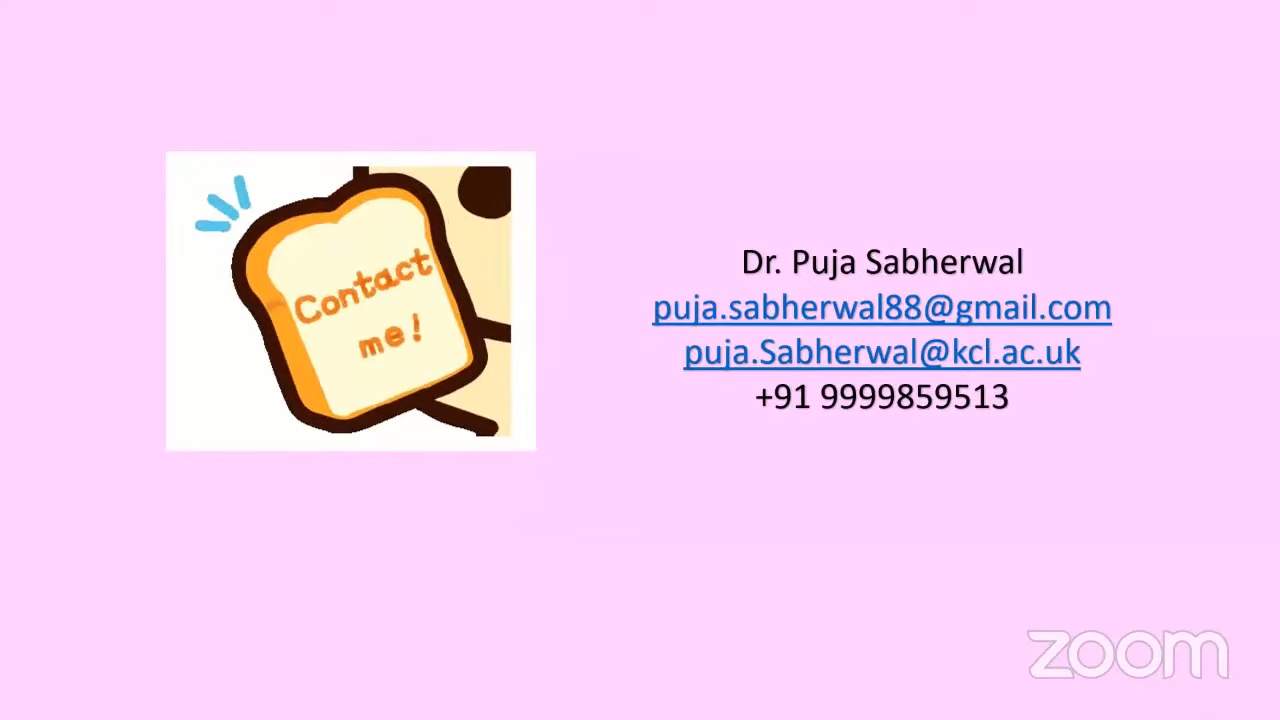 Contact
me!
Dr. Puja Sabherwal
puja.sabherwal88@gmail.com
puja.Sabherwal@kcl.ac.uk
+91 9999859513
zoom